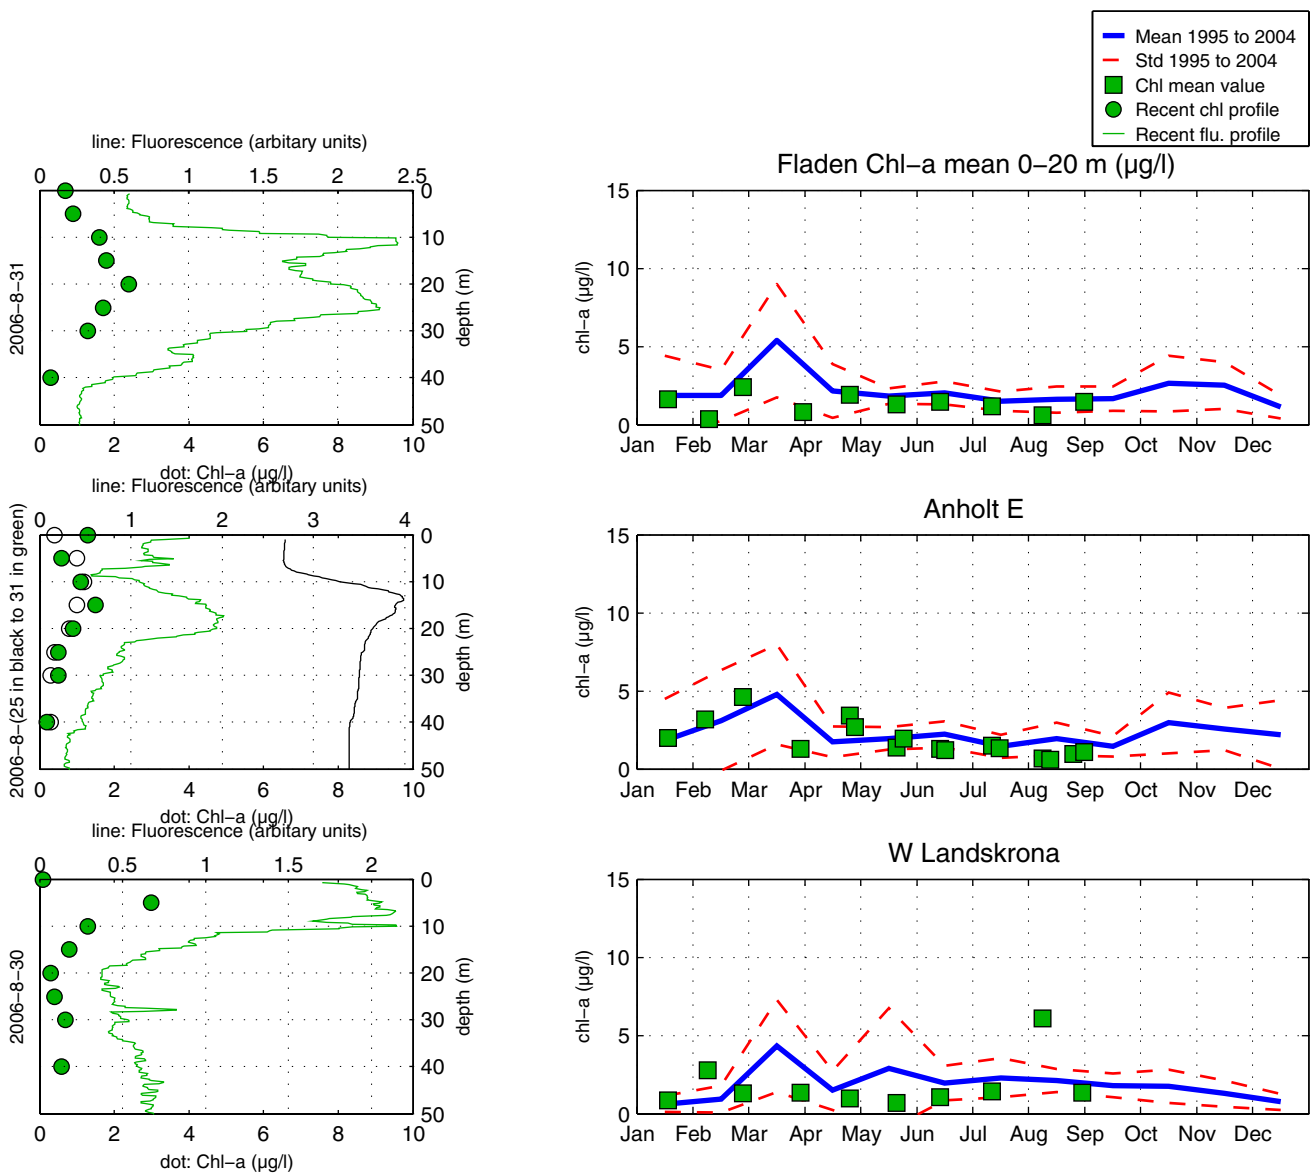 Mean 1995 to 2004
Std 1995 to 2004
Chl mean value
Recent chl profile
Recent flu. profile
line: Fluorescence (arbitary units)
0 0.5 1 1.5 2 2.5
0
10
20
30
40
50
depth (m)
2006−8−31
0 2 4 6 8 10
dot: Chl−a (µg/l)
Fladen Chl−a mean 0−20 m (µg/l)
15
10
5
0
chl−a (µg/l)
Jan Feb Mar Apr May Jun Jul Aug Sep Oct Nov Dec
line: Fluorescence (arbitary units)
0 1 2 3 4
0
10
20
30
40
50
depth (m)
2006−8−(25 in black to 31 in green)
0 2 4 6 8 10
dot: Chl−a (µg/l)
Anholt E
15
10
5
0
chl−a (µg/l)
Jan Feb Mar Apr May Jun Jul Aug Sep Oct Nov Dec
line: Fluorescence (arbitary units)
0 0.5 1 1.5 2
0
10
20
30
40
50
depth (m)
2006−8−30
0 2 4 6 8 10
dot: Chl−a (µg/l)
W Landskrona
15
10
5
0
chl−a (µg/l)
Jan Feb Mar Apr May Jun Jul Aug Sep Oct Nov Dec